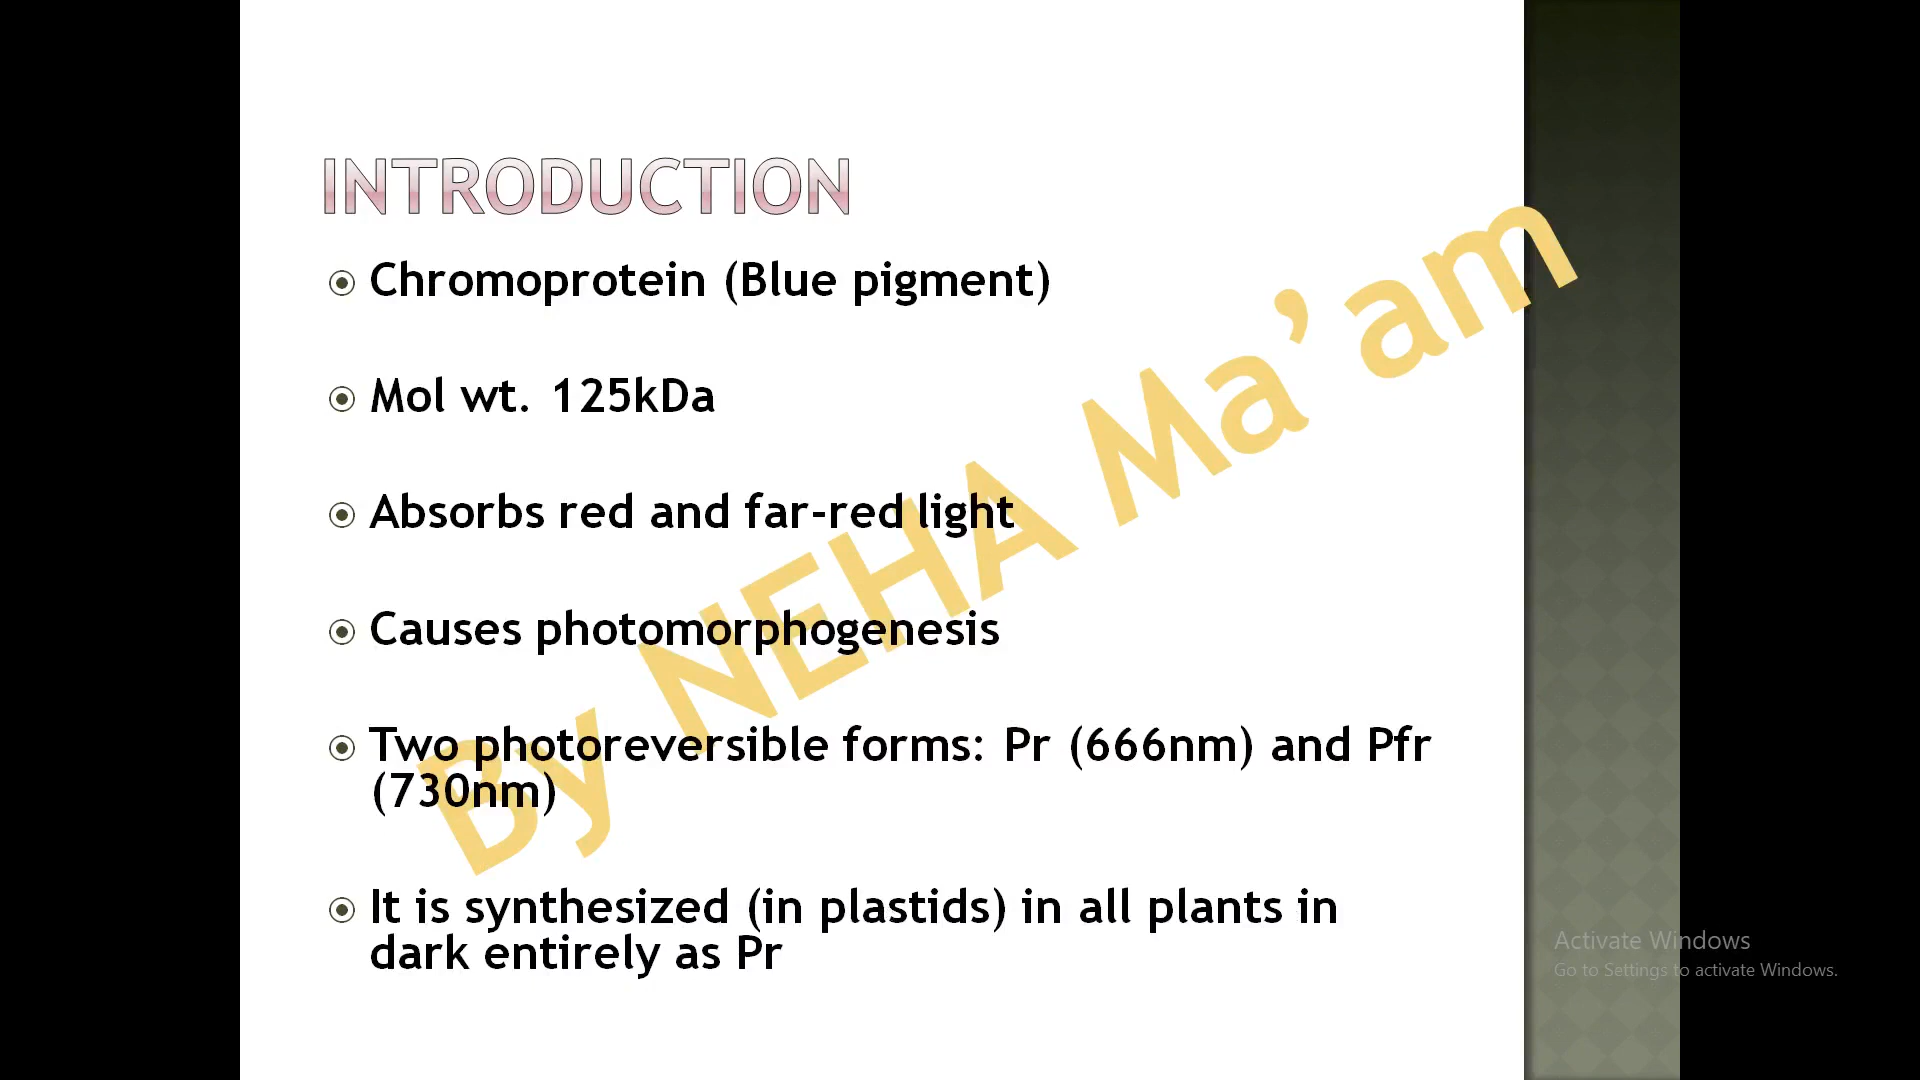 INTRODUCTION
Chromoprotein (Blue pigment)
Mol wt. 125kDa
Absorbs red and far-red light
Causes photomorphogenesis
Two photoreversible forms: Pr (666nm) and Pfr
(730nm)
It is synthesized (in plastids) in all plants in
dark entirely as Pr
By NEHA Ma’am
Activate Windows
Go to Settings to activate Windows.